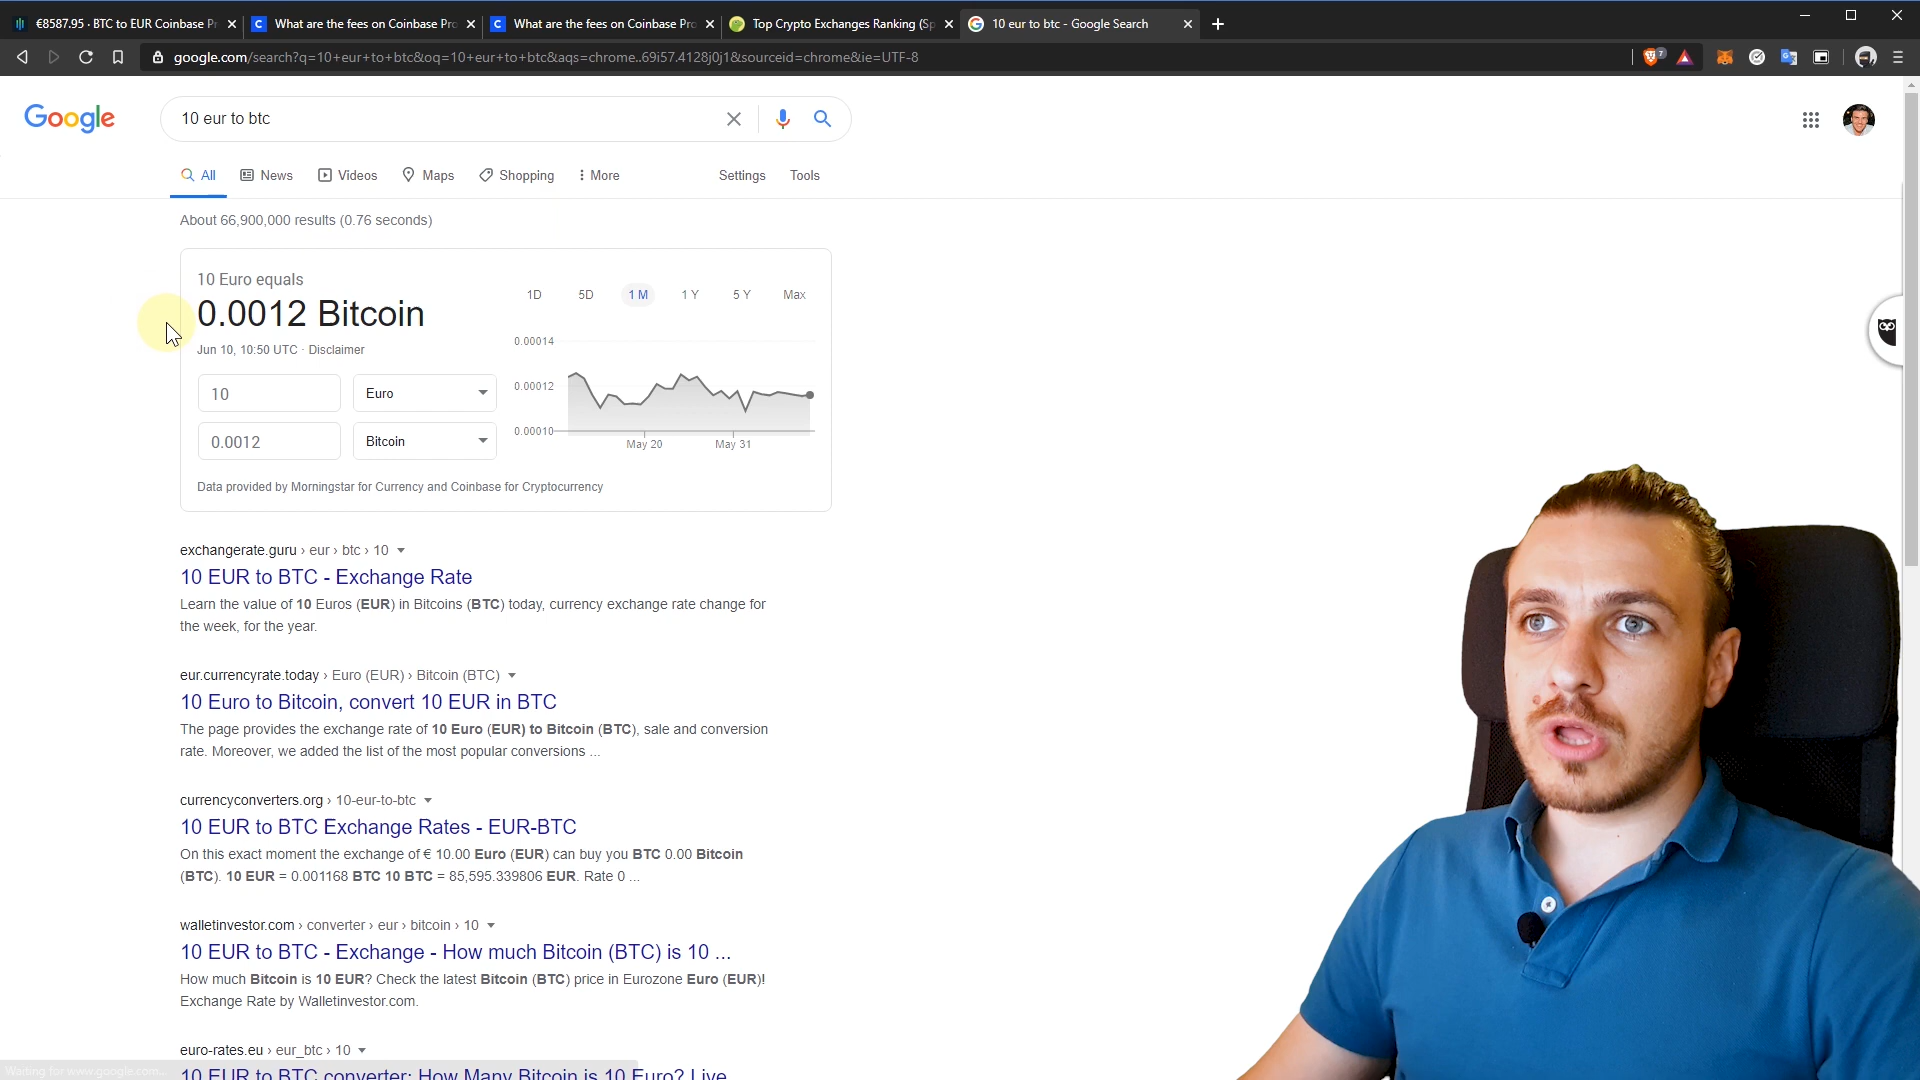 €8587.95 · BTC to EUR Coinbase Pr
What are the fees on Coinbase Pro
What are the fees on Coinbase Pro
Top Crypto Exchanges Ranking (Sp
10 eur to btc - Google Search
google.com/search?q=10+eur+to+btc&oq=10+eur+to+btc&aqs=chrome..69i57.4128j0j1&sourceid=chrome&ie=UTF-8
7
Google
10 eur to btc
All
News
Videos
Maps
Shopping
More
Settings
Tools
About 66,900,000 results (0.76 seconds)
10 Euro equals
0.0012 Bitcoin
Jun 10, 10:50 UTC · Disclaimer
10
Euro
0.0012
Bitcoin
1D
5D
1M
1Y
5Y
Max
0.00014
0.00012
0.00010
May 20
May 31
Data provided by Morningstar for Currency and Coinbase for Cryptocurrency
exchangerate.guru › eur › btc › 10
10 EUR to BTC - Exchange Rate
Learn the value of 10 Euros (EUR) in Bitcoins (BTC) today, currency exchange rate change for
the week, for the year.
eur.currencyrate.today › Euro (EUR) › Bitcoin (BTC)
10 Euro to Bitcoin, convert 10 EUR in BTC
The page provides the exchange rate of 10 Euro (EUR) to Bitcoin (BTC), sale and conversion
rate. Moreover, we added the list of the most popular conversions ...
currencyconverters.org › 10-eur-to-btc
10 EUR to BTC Exchange Rates - EUR-BTC
On this exact moment the exchange of € 10.00 Euro (EUR) can buy you BTC 0.00 Bitcoin
(BTC). 10 EUR = 0.001168 BTC 10 BTC = 85,595.339806 EUR. Rate 0 ...
walletinvestor.com › converter › eur › bitcoin › 10
10 EUR to BTC - Exchange - How much Bitcoin (BTC) is 10 ...
How much Bitcoin is 10 EUR? Check the latest Bitcoin (BTC) price in Eurozone Euro (EUR)!
Exchange Rate by Walletinvestor.com.
euro-rates.eu › eur_btc › 10
10 EUR to BTC converter: How Many Bitcoin is 10 Euro? Live
Waiting for www.google.com...